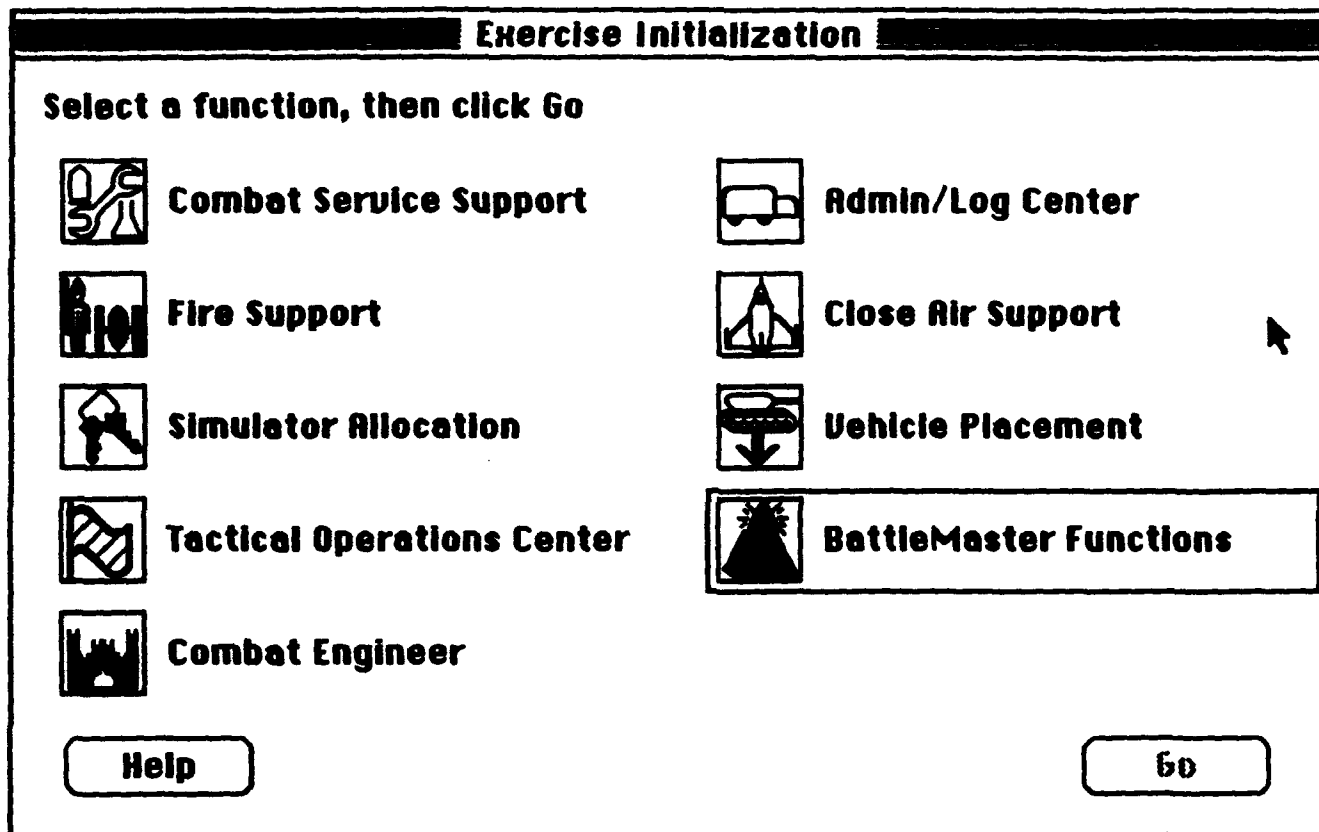 Exercise Initialization
Select a function, then click Go
Combat Service Support
Admin/Log Center
Fire Support
Close Air Support
Simulator Allocation
Vehicle Placement
Tactical Operations Center
BattleMaster Functions
Combat Engineer
Help
Go